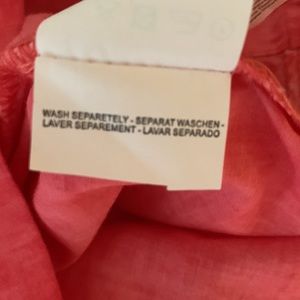 WASH SEPARETELY - SEPARAT WASCHEN -
LAVER SEPAREMENT - LAVAR SEPARADO